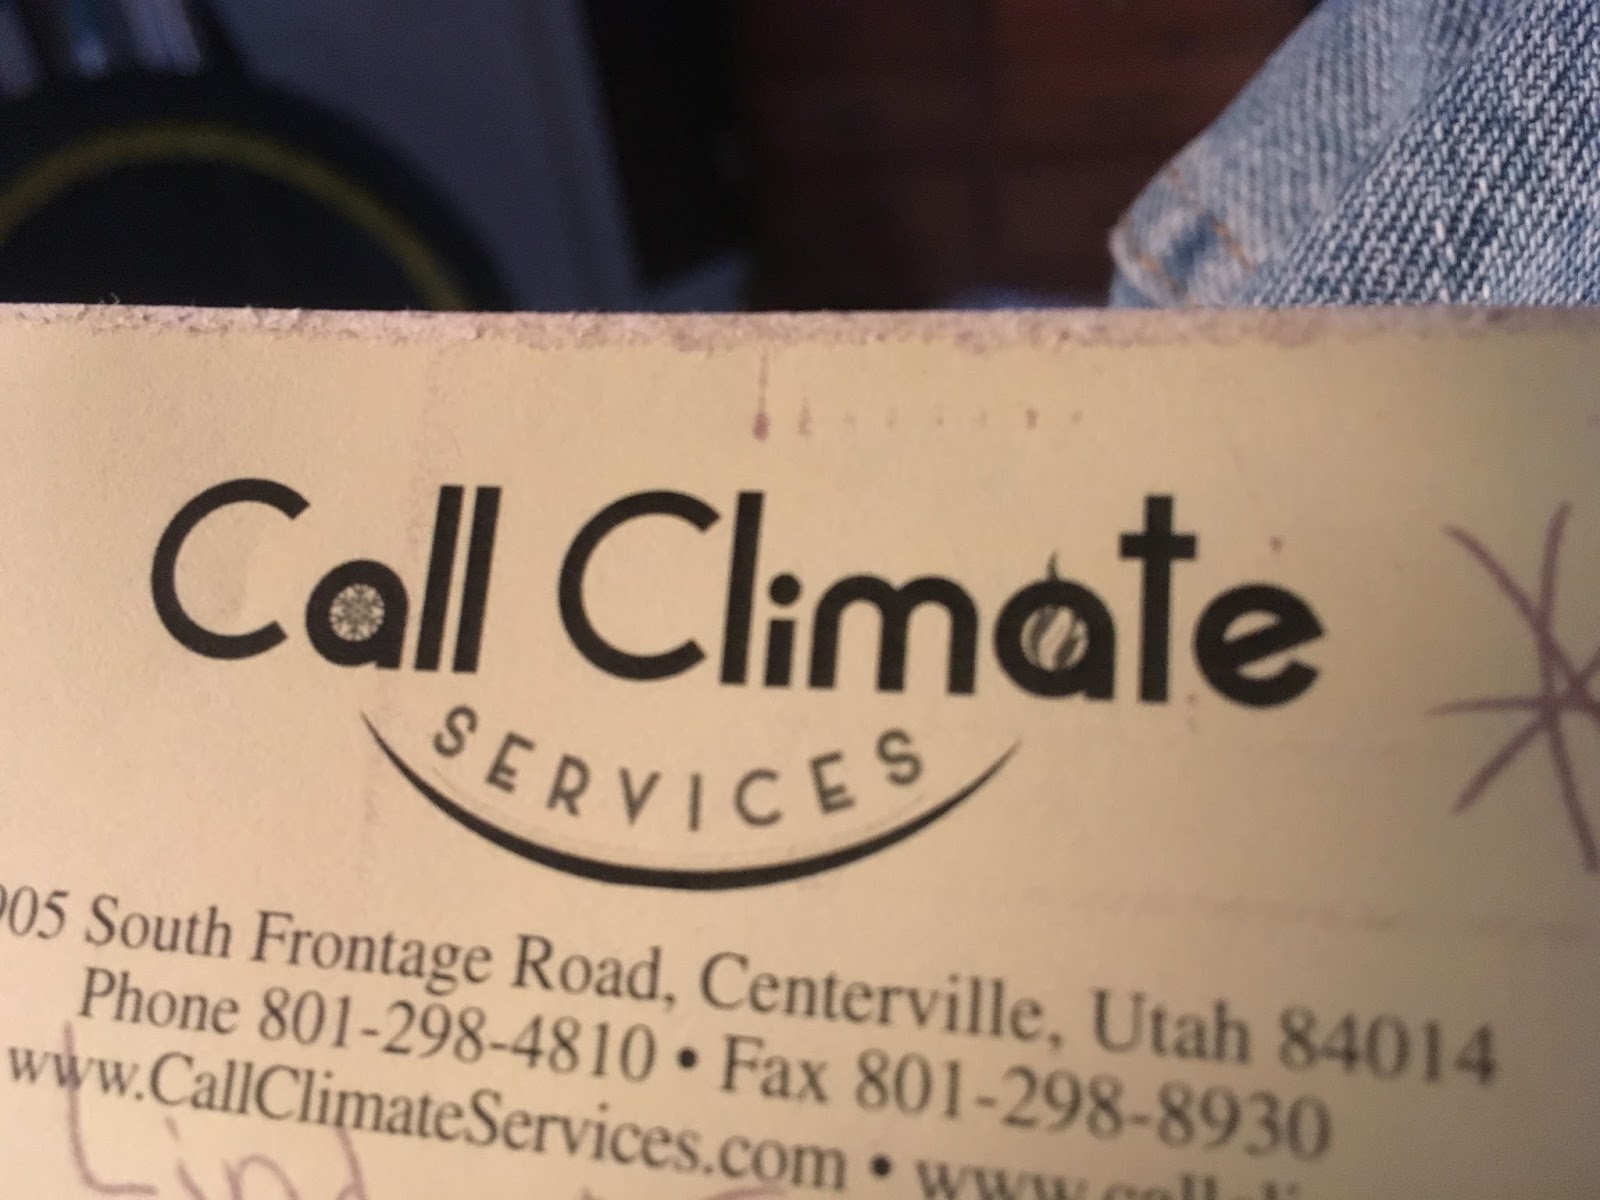 Call Climate
SERVICES
905 South Frontage Road, Centerville, Utah 84014
Phone 801-298-4810 • Fax 801-298-8930
www.CallClimateServices.com •